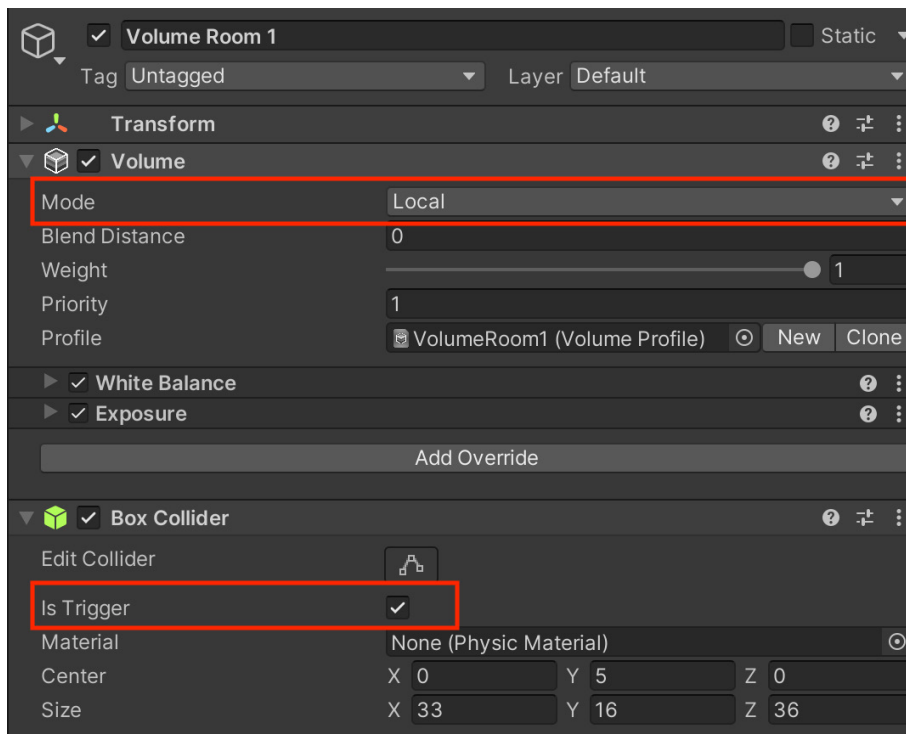 Volume Room 1 Static
Tag Untagged Layer Default
Transform
Volume
Mode Local
Blend Distance 0
Weight 1
Priority 1
Profile VolumeRoom1 (Volume Profile) New Clone
White Balance
Exposure
Add Override
Box Collider
Edit Collider
Is Trigger
Material None (Physic Material)
Center X 0 Y 5 Z 0
Size X 33 Y 16 Z 36